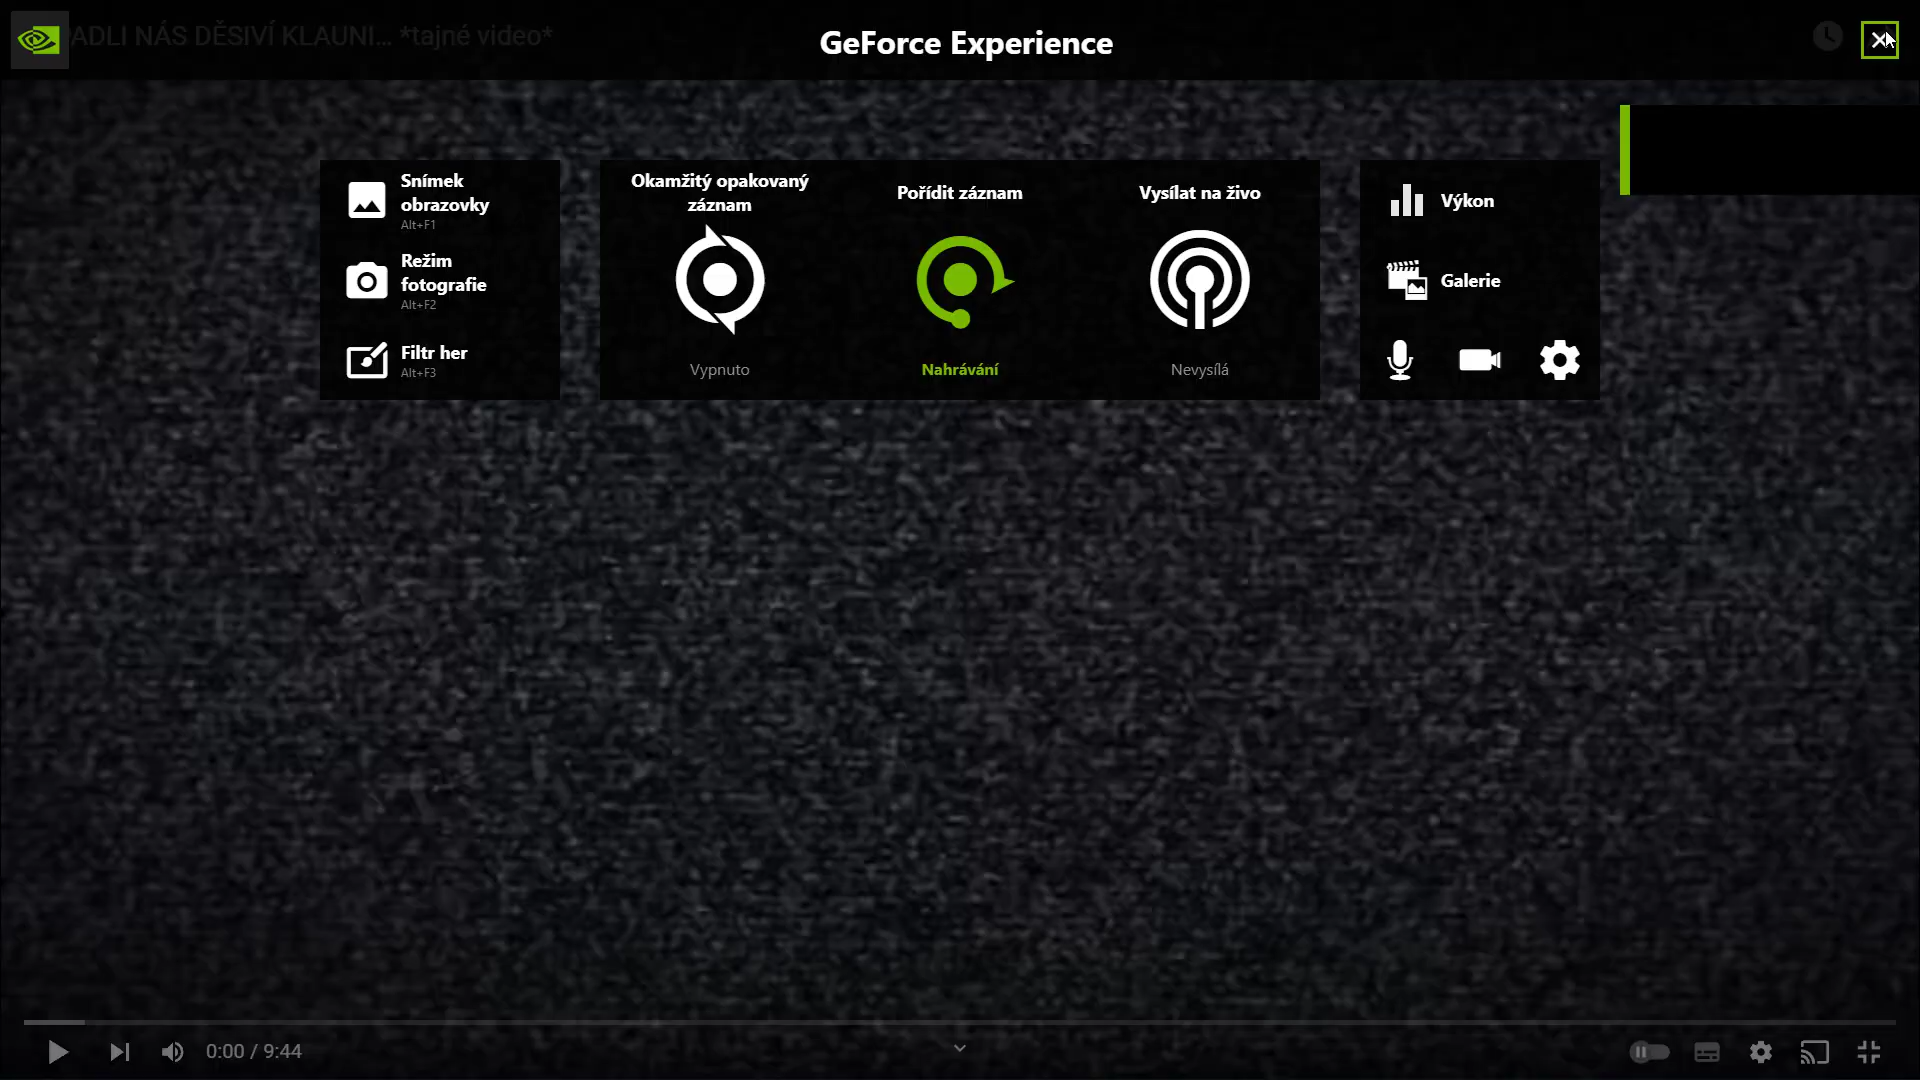 ADLI NÁS DĚSIVÍ KLAUNI... *tajné video*
GeForce Experience
Snímek
obrazovky
Alt+F1
Režim
fotografie
Alt+F2
Filtr her
Alt+F3
Okamžitý opakovaný
záznam
Vypnuto
Pořídit záznam
Nahrávání
Vysílat na živo
Nevysílá
Výkon
Galerie
0:00 / 9:44